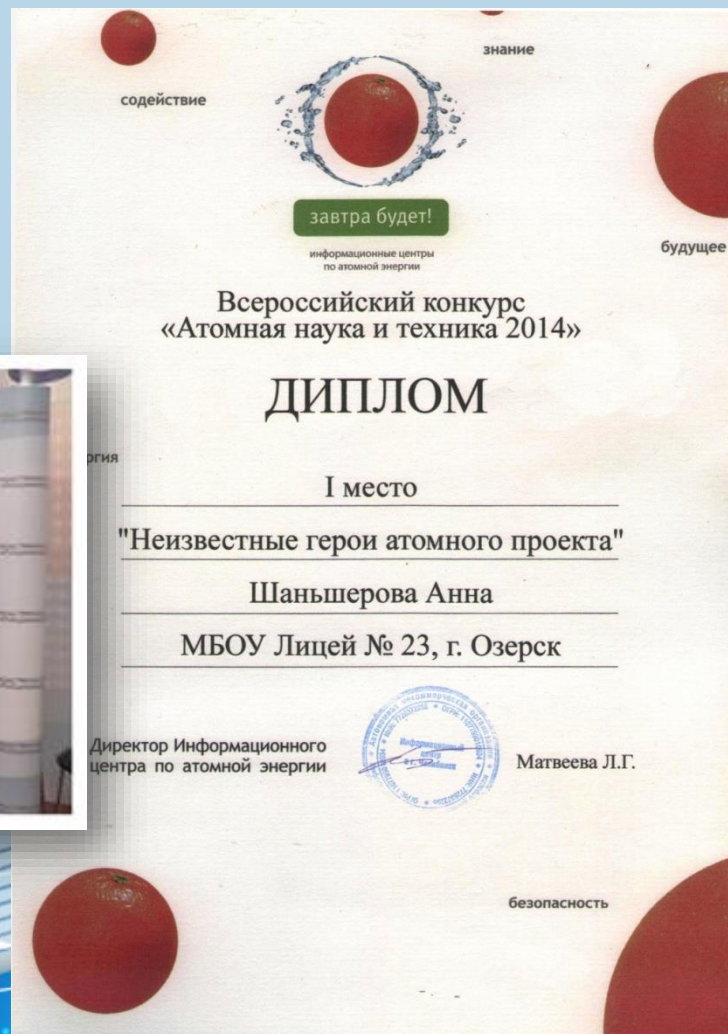 знание
содействие
завтра будет!
информационные центры
по атомной энергии
будущее
Всероссийский конкурс
«Атомная наука и техника 2014»
ДИПЛОМ
ргия
I место
"Неизвестные герои атомного проекта"
Шаньшерова Анна
МБОУ Лицей № 23, г. Озерск
Директор Информационного
центра по атомной энергии
Матвеева Л.Г.
безопасность